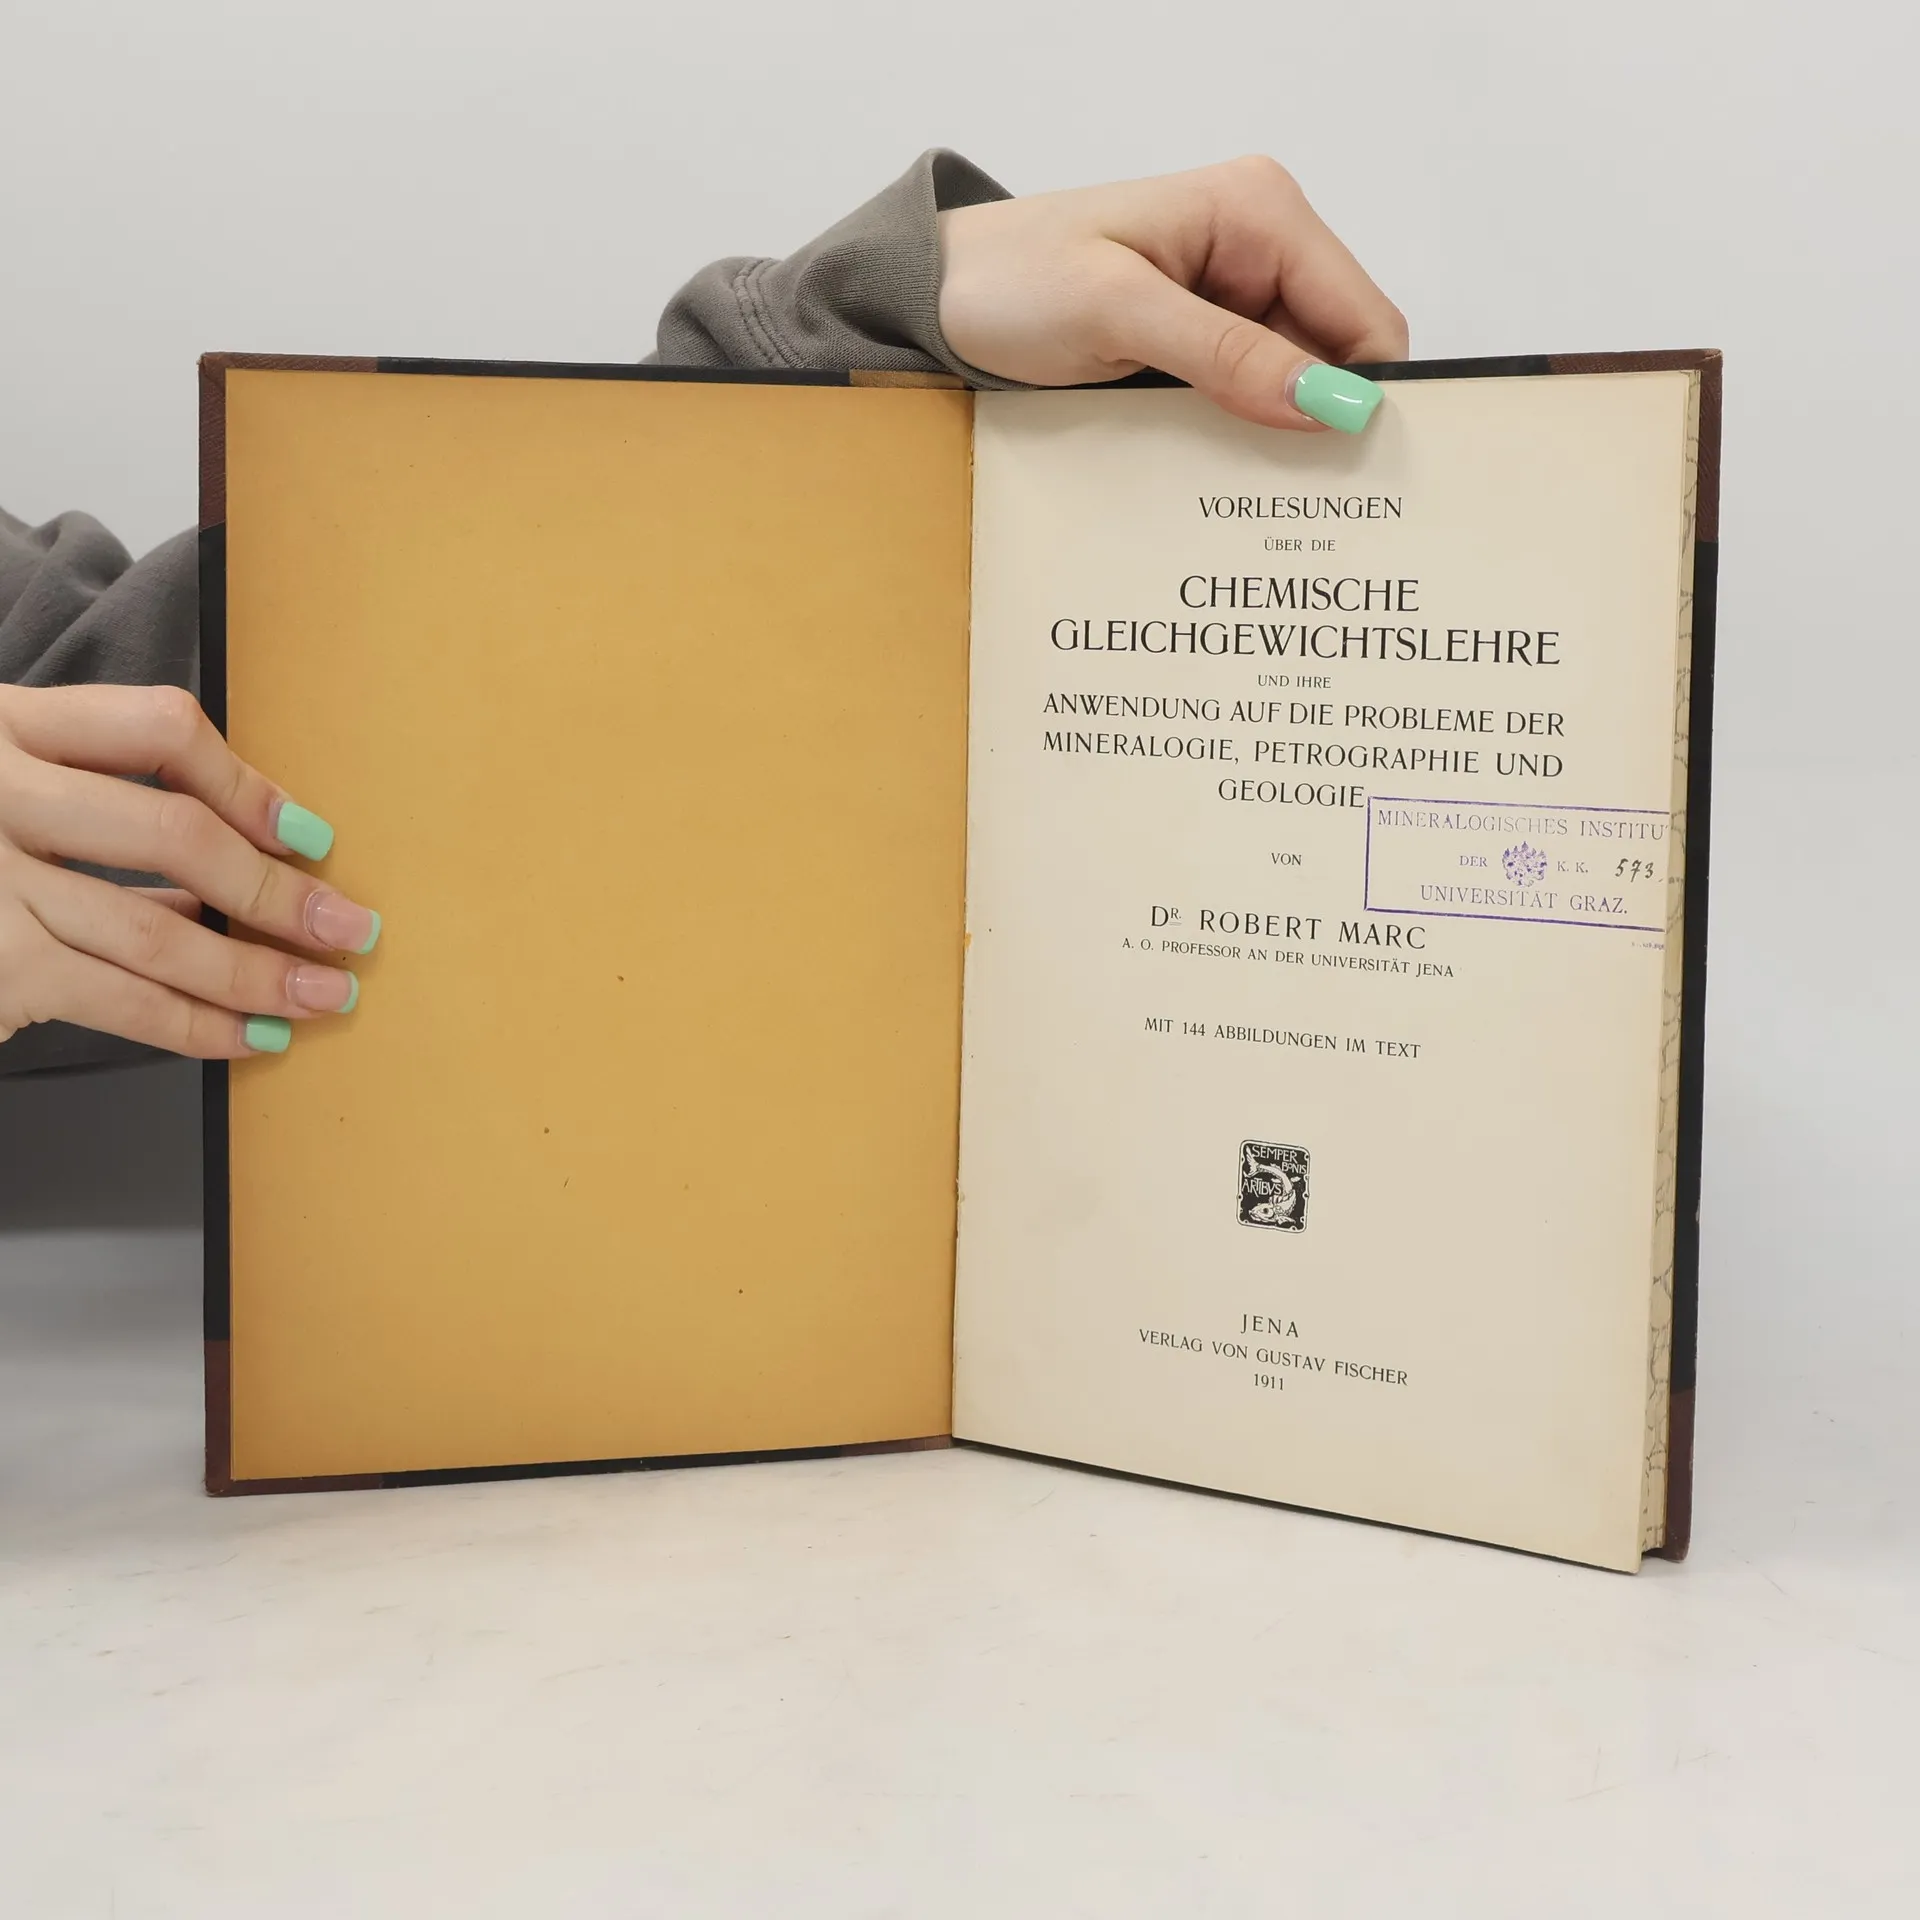 VORLESUNGEN
ÜBER DIE
CHEMISCHE
GLEICHGEWICHTSLEHRE
UND IHRE
ANWENDUNG AUF DIE PROBLEME DER
MINERALOGIE, PETROGRAPHIE UND
GEOLOGIE
MINERALOGISCHES INSTITU
DER K. K. 573.
UNIVERSITÄT GRAZ.
VON
DR. ROBERT MARC
A. O. PROFESSOR AN DER UNIVERSITÄT JENA
MIT 144 ABBILDUNGEN IM TEXT
SEMPER
BONIS
ARTIBVS
JENA
VERLAG VON GUSTAV FISCHER
1911